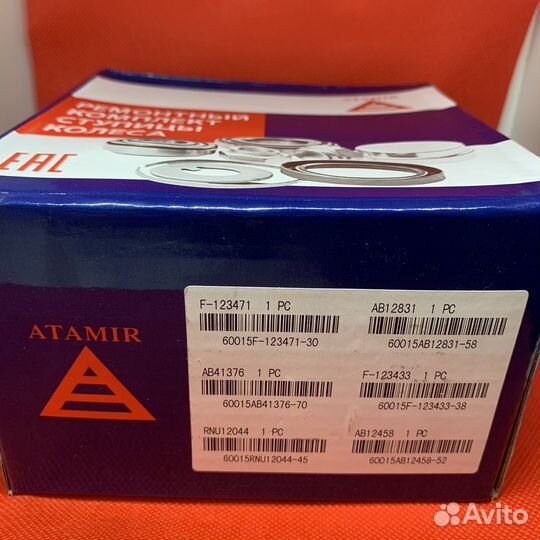 ATAMIR
РЕМОНТНЫЙ
КОМПЛЕКТ
СТУПИЦЫ
КОЛЕСА
EAC
ATAMIR
F-123471 1 PC
60015F-123471-30
AB12831 1 PC
60015AB12831-58
AB41376 1 PC
60015AB41376-70
F-123433 1 PC
60015F-123433-38
RNU12044 1 PC
60015RNU12044-45
AB12458 1 PC
60015AB12458-52
Avito